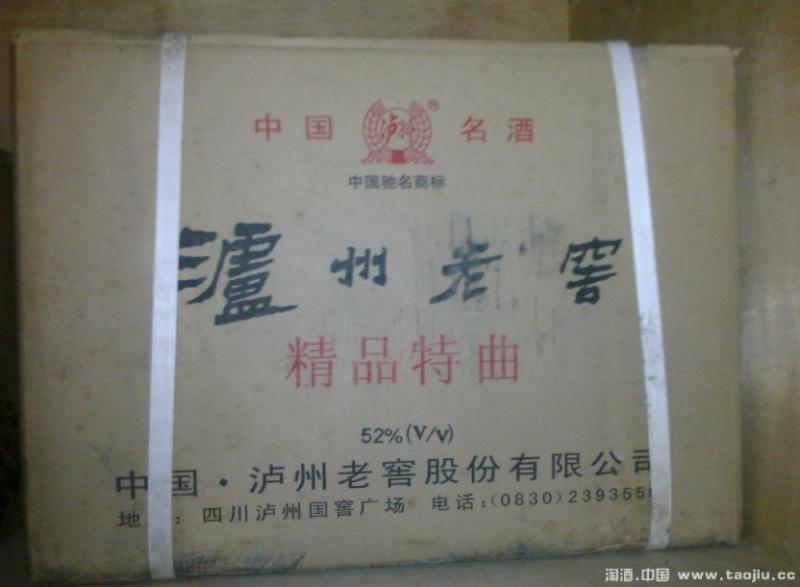 中国 泸州 ® 名酒
中国驰名商标
瀘州老窖
精品特曲
52%(V/v)
中国·泸州老窖股份有限公司
地 : 四川泸州国窖广场 电话:(0830)239355
淘酒.中国 www.taojiu.cc